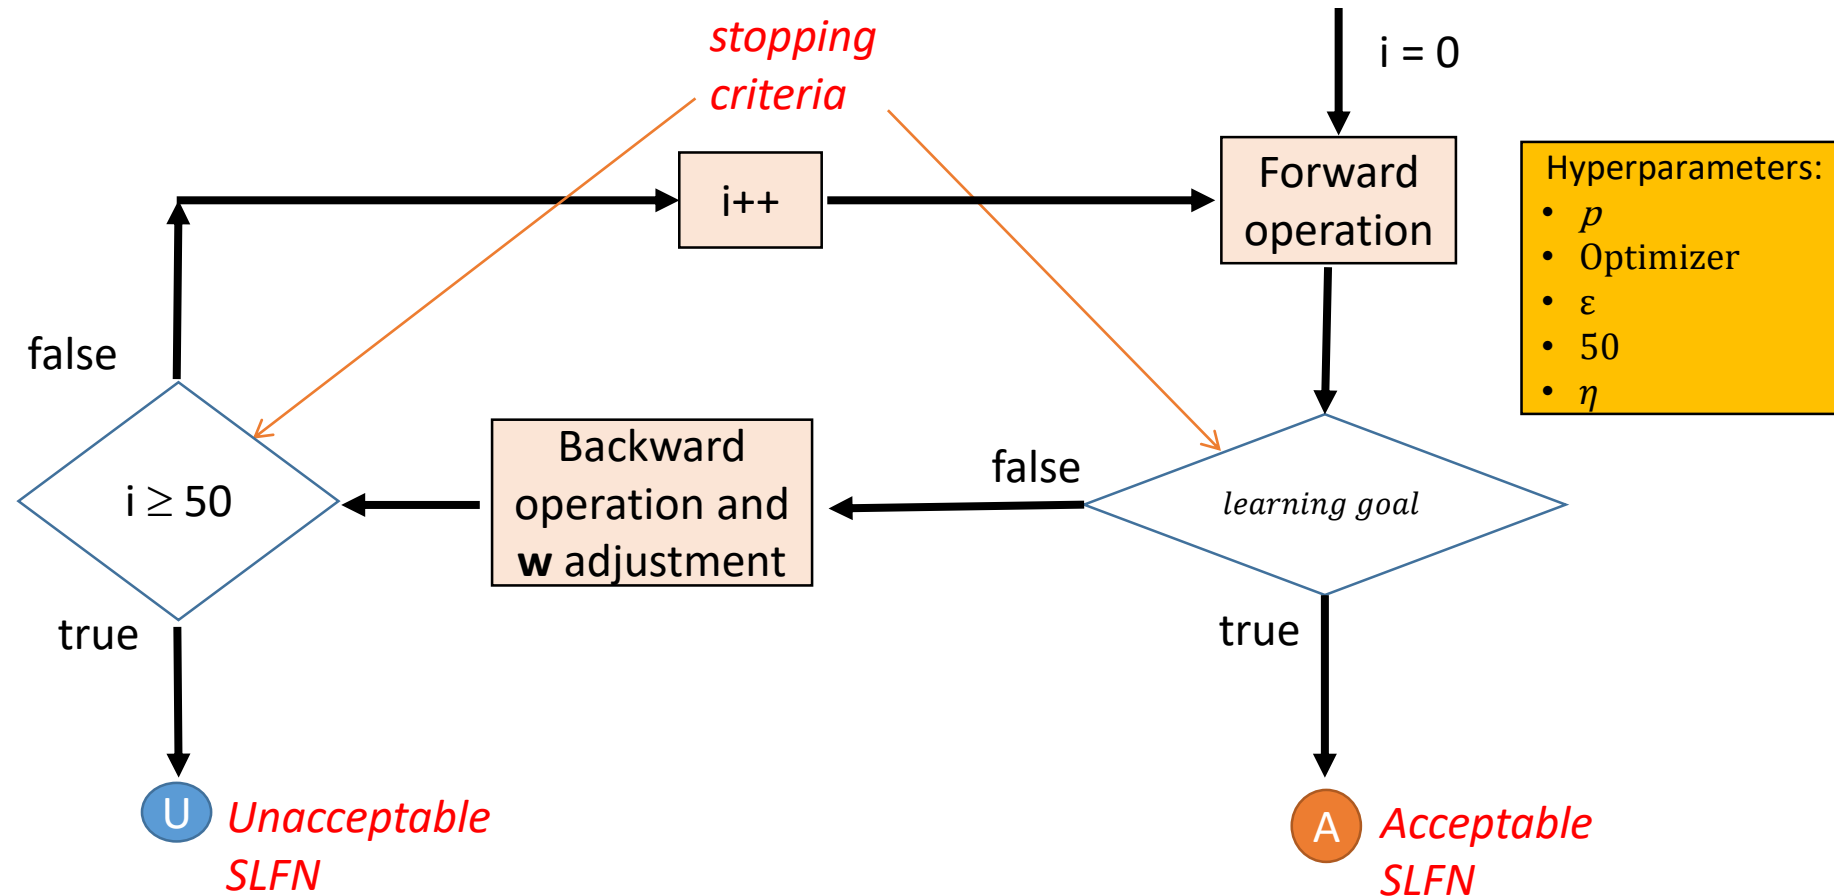 stopping
criteria
i = 0
i++
Forward
operation
Hyperparameters:
• p
• Optimizer
• ε
• 50
• η
false
i ≥ 50
Backward
operation and
w adjustment
false
learning goal
true
true
U
Unacceptable
SLFN
A
Acceptable
SLFN